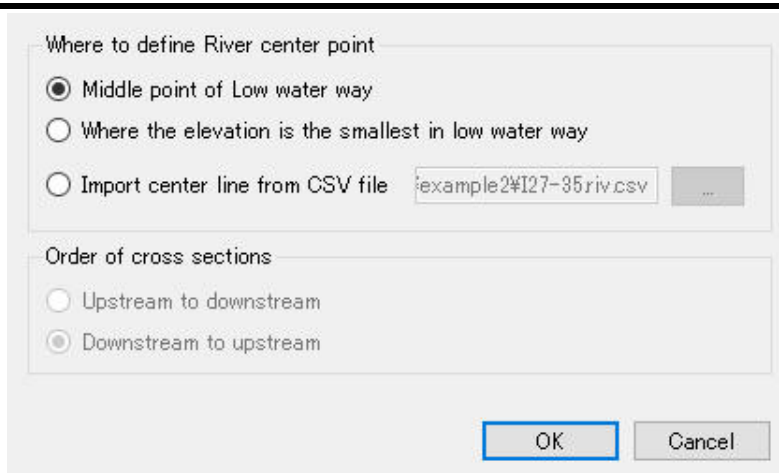 Where to define River center point
Middle point of Low water way
Where the elevation is the smallest in low water way
Import center line from CSV file example2¥I27-35riv.csv ...
Order of cross sections
Upstream to downstream
Downstream to upstream
OK Cancel